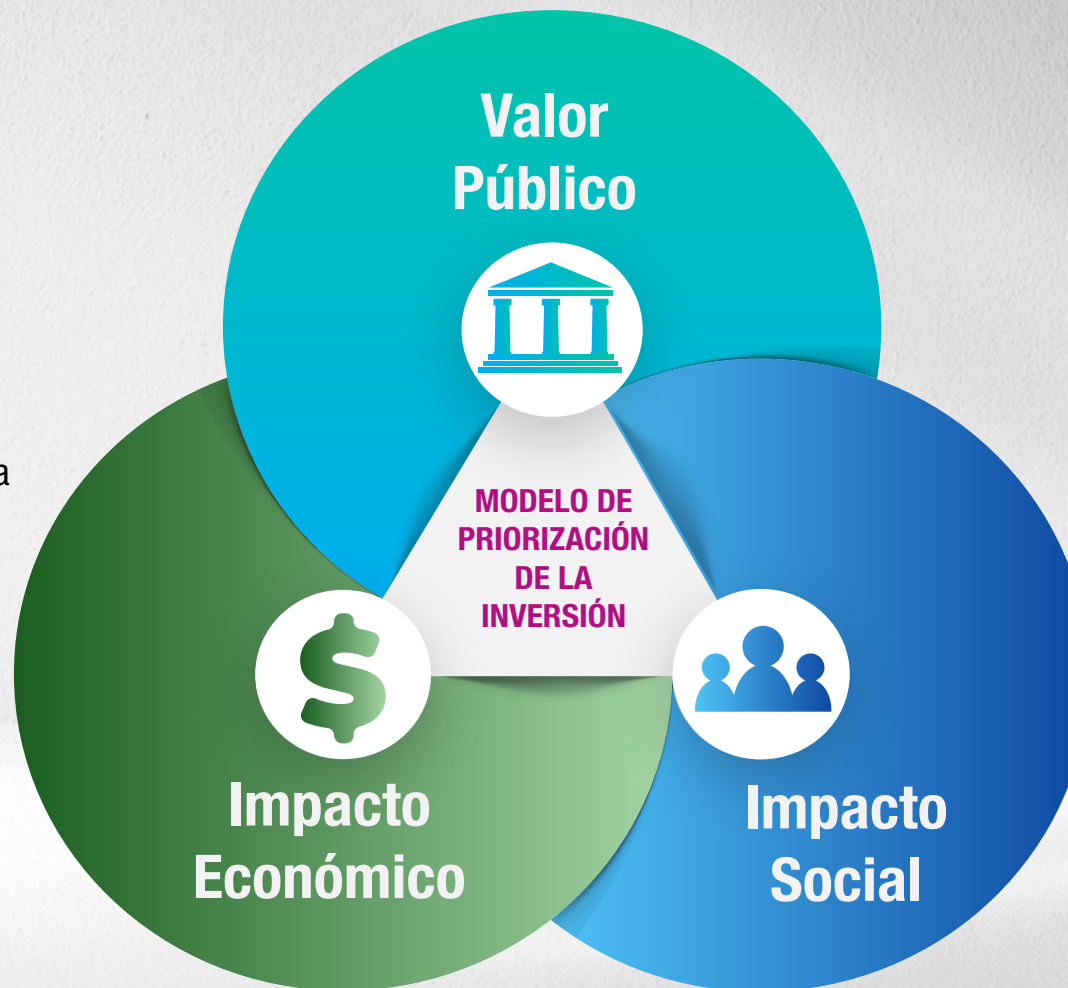 Valor
Público
a
MODELO DE
PRIORIZACIÓN
DE LA
INVERSIÓN
Impacto
Económico
Impacto
Social